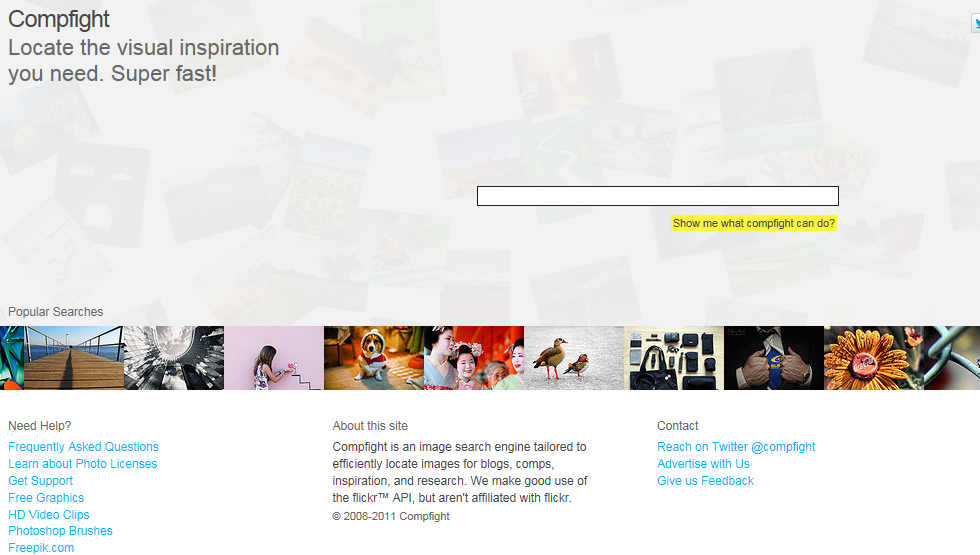 Compfight
Locate the visual inspiration
you need. Super fast!
Show me what compfight can do?
Popular Searches
Need Help?
Frequently Asked Questions
Learn about Photo Licenses
Get Support
Free Graphics
HD Video Clips
Photoshop Brushes
Freepik.com
About this site
Compfight is an image search engine tailored to
efficiently locate images for blogs, comps,
inspiration, and research. We make good use of
the flickr™ API, but aren't affiliated with flickr.
© 2008-2011 Compfight
Contact
Reach on Twitter @compfight
Advertise with Us
Give us Feedback